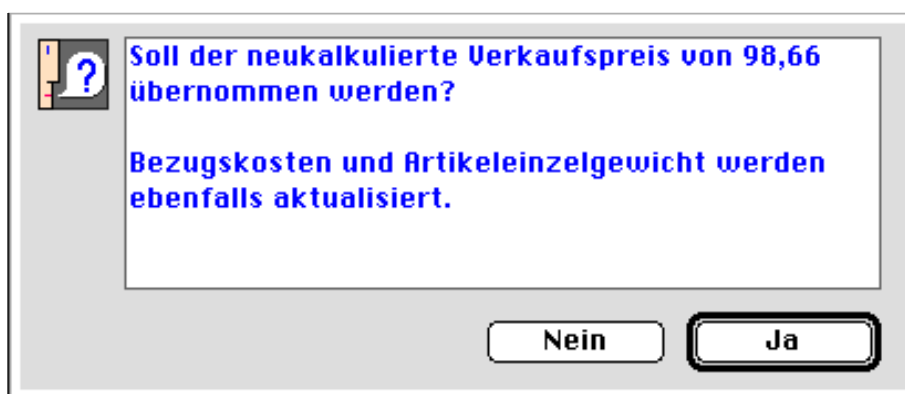 Soll der neukalkulierte Verkaufspreis von 98,66
übernommen werden?
Bezugskosten und Artikeleinzelgewicht werden
ebenfalls aktualisiert.
Nein
Ja